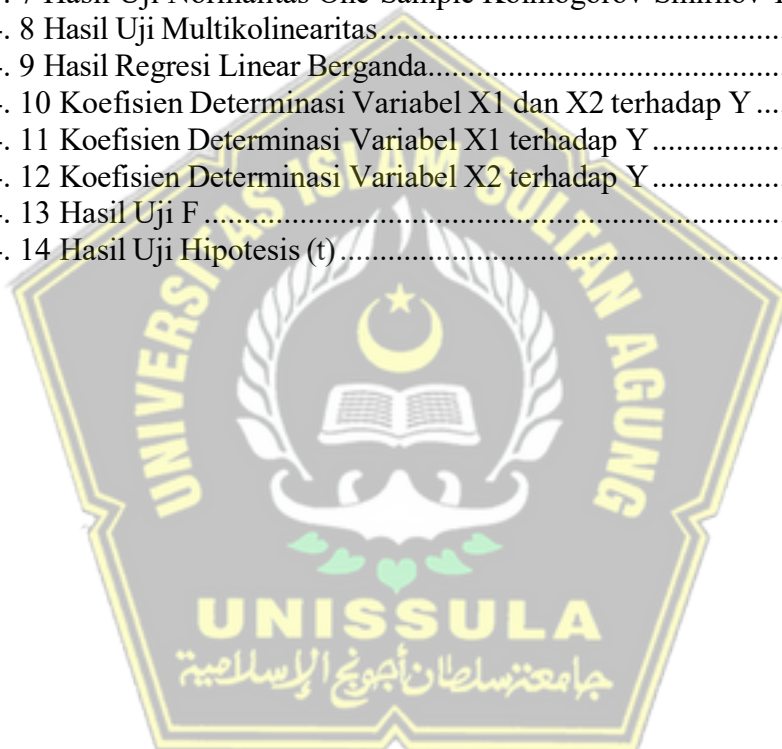 . 7 Hasil Uji Normalitas One-Sample Kolmogorov-Smirnov
. 8 Hasil Uji Multikolinearitas.....................................................
. 9 Hasil Regresi Linear Berganda..............................................
. 10 Koefisien Determinasi Variabel X1 dan X2 terhadap Y ....
. 11 Koefisien Determinasi Variabel X1 terhadap Y .................
. 12 Koefisien Determinasi Variabel X2 terhadap Y .................
. 13 Hasil Uji F ...........................................................................
. 14 Hasil Uji Hipotesis (t)..........................................................
UNIVERSITAS ISLAM SULTAN AGUNG
UNISSULA
جامعة سلطان أجونج الإسلامية